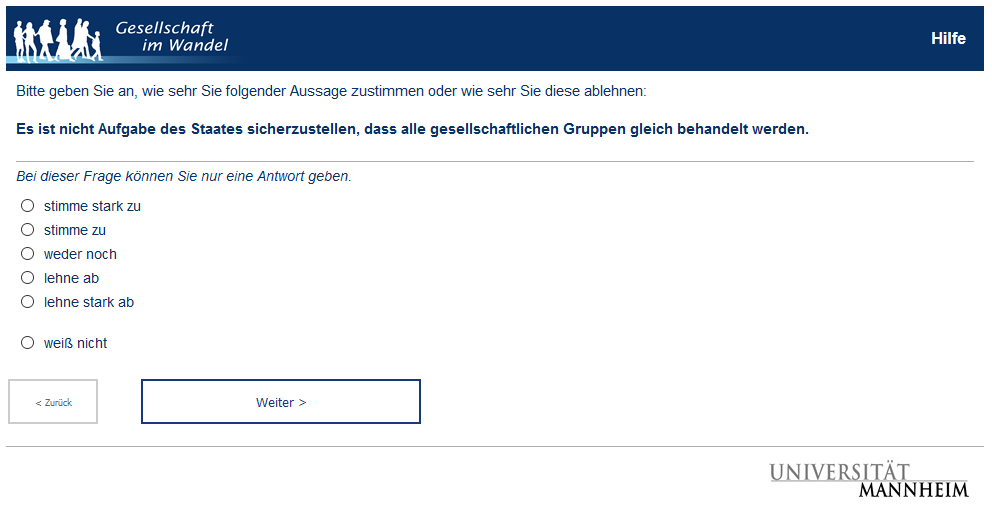 Gesellschaft
im Wandel
Hilfe
Bitte geben Sie an, wie sehr Sie folgender Aussage zustimmen oder wie sehr Sie diese ablehnen:
Es ist nicht Aufgabe des Staates sicherzustellen, dass alle gesellschaftlichen Gruppen gleich behandelt werden.
Bei dieser Frage können Sie nur eine Antwort geben.
stimme stark zu
stimme zu
weder noch
lehne ab
lehne stark ab
weiß nicht
< Zurück
Weiter >
UNIVERSITÄT
MANNHEIM